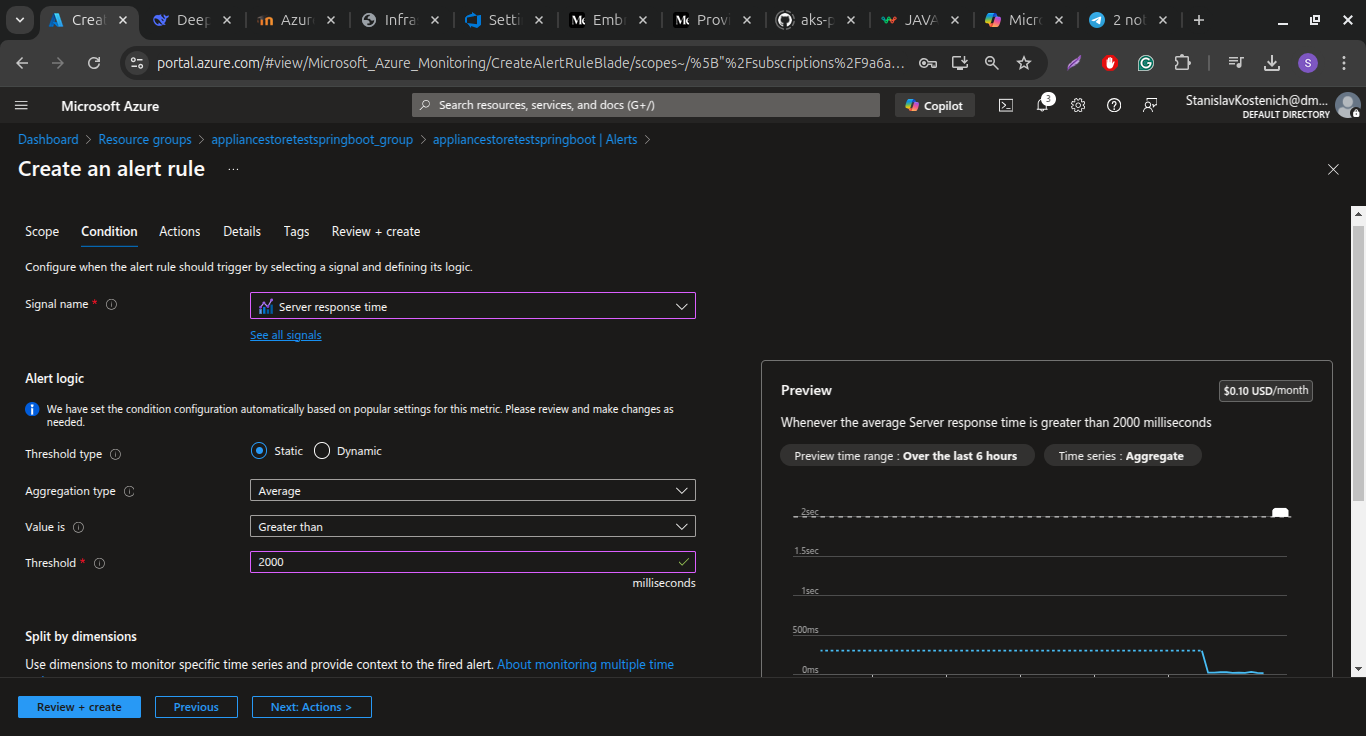 Creat
Deep
Azur
Infra
Setti
Emb
Provi
aks-p
JAVA
Micr
2 not
portal.azure.com/#view/Microsoft_Azure_Monitoring/CreateAlertRuleBlade/scopes~/%5B"%2Fsubscriptions%2F9a6a...
S
Microsoft Azure
Search resources, services, and docs (G+/)
Copilot
3
StanislavKostenich@dm...
DEFAULT DIRECTORY
Dashboard > Resource groups > appliancestoretestspringboot_group > appliancestoretestspringboot | Alerts >
Create an alert rule ...
Scope Condition Actions Details Tags Review + create
Configure when the alert rule should trigger by selecting a signal and defining its logic.
Signal name *
Server response time
See all signals
Alert logic
We have set the condition configuration automatically based on popular settings for this metric. Please review and make changes as
needed.
Threshold type
Static Dynamic
Aggregation type
Average
Value is
Greater than
Threshold *
2000
milliseconds
Split by dimensions
Use dimensions to monitor specific time series and provide context to the fired alert. About monitoring multiple time
Preview
$0.10 USD/month
Whenever the average Server response time is greater than 2000 milliseconds
Preview time range : Over the last 6 hours
Time series : Aggregate
2sec
1.5sec
1sec
500ms
0ms
Review + create
Previous
Next: Actions >